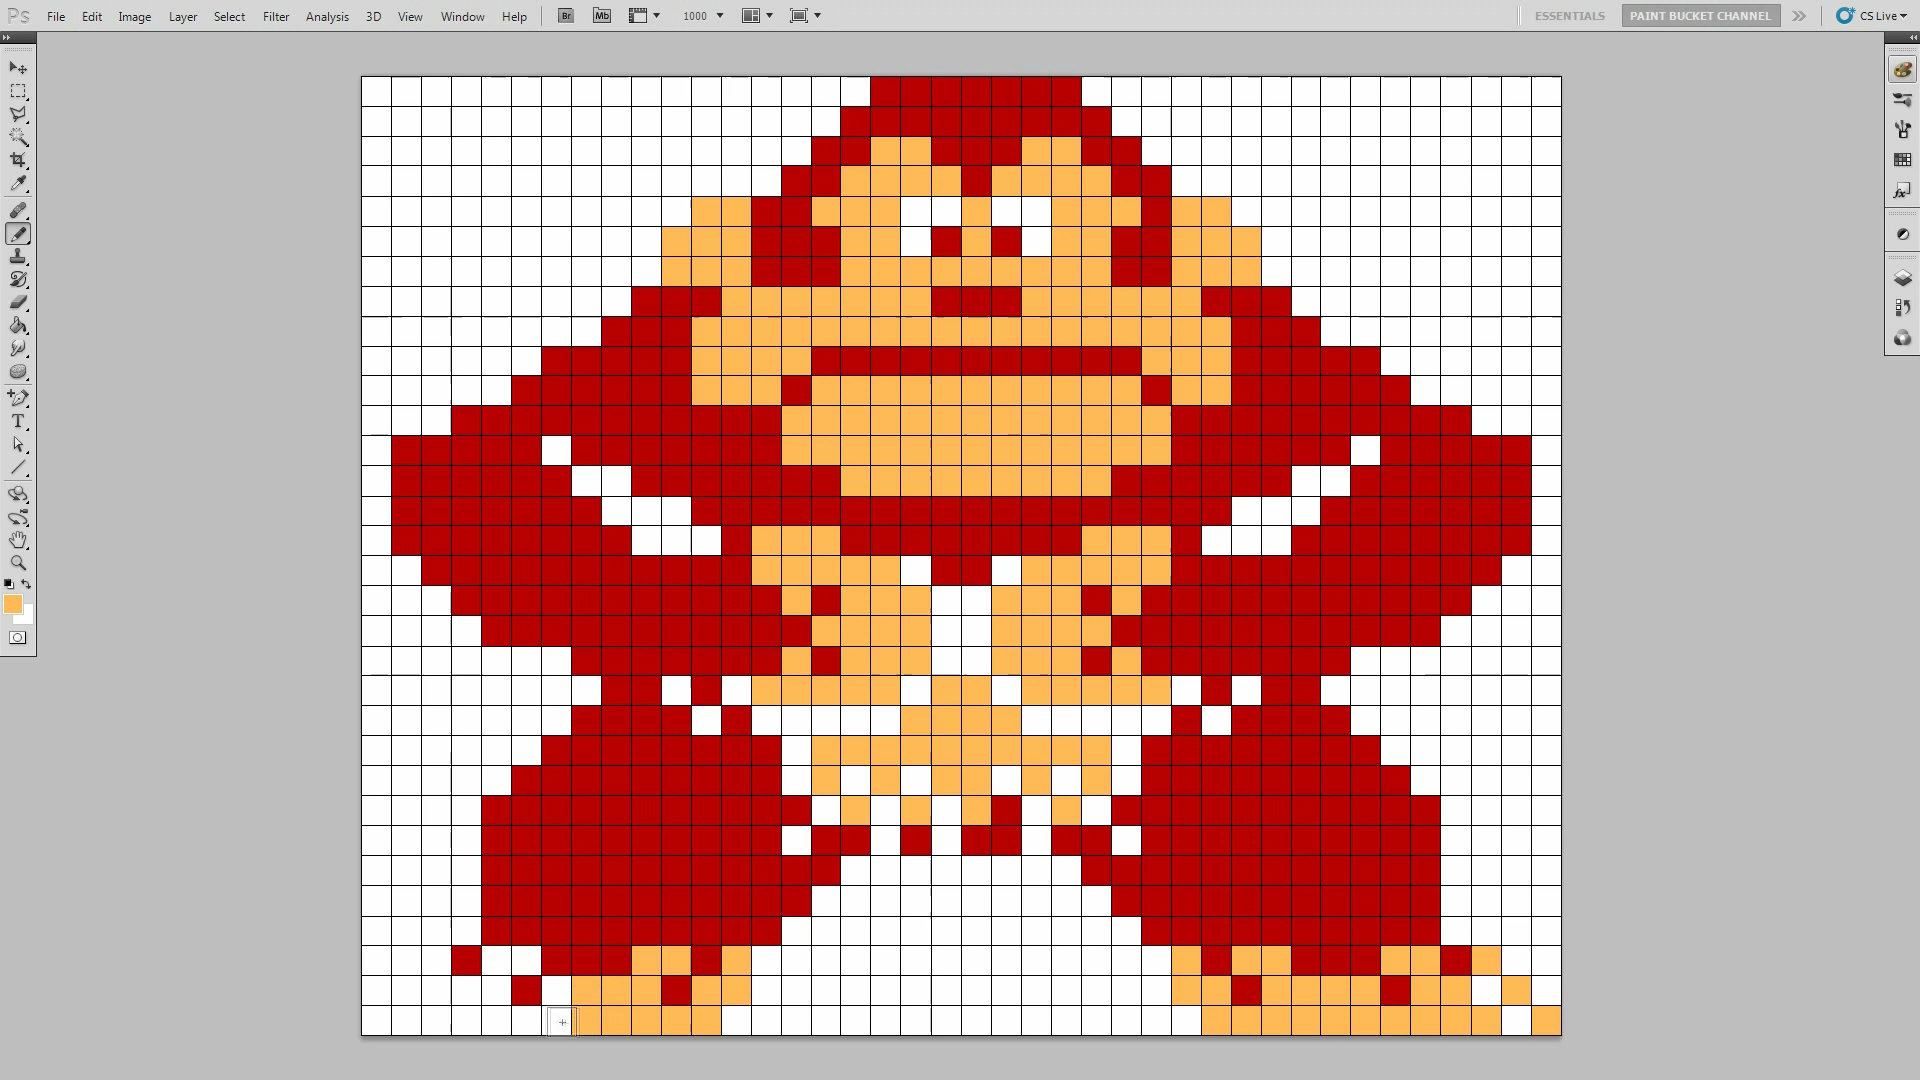 Ps File Edit Image Layer Select Filter Analysis 3D View Window Help Br Mb 1000 ESSENTIALS PAINT BUCKET CHANNEL CS Live
T
fx